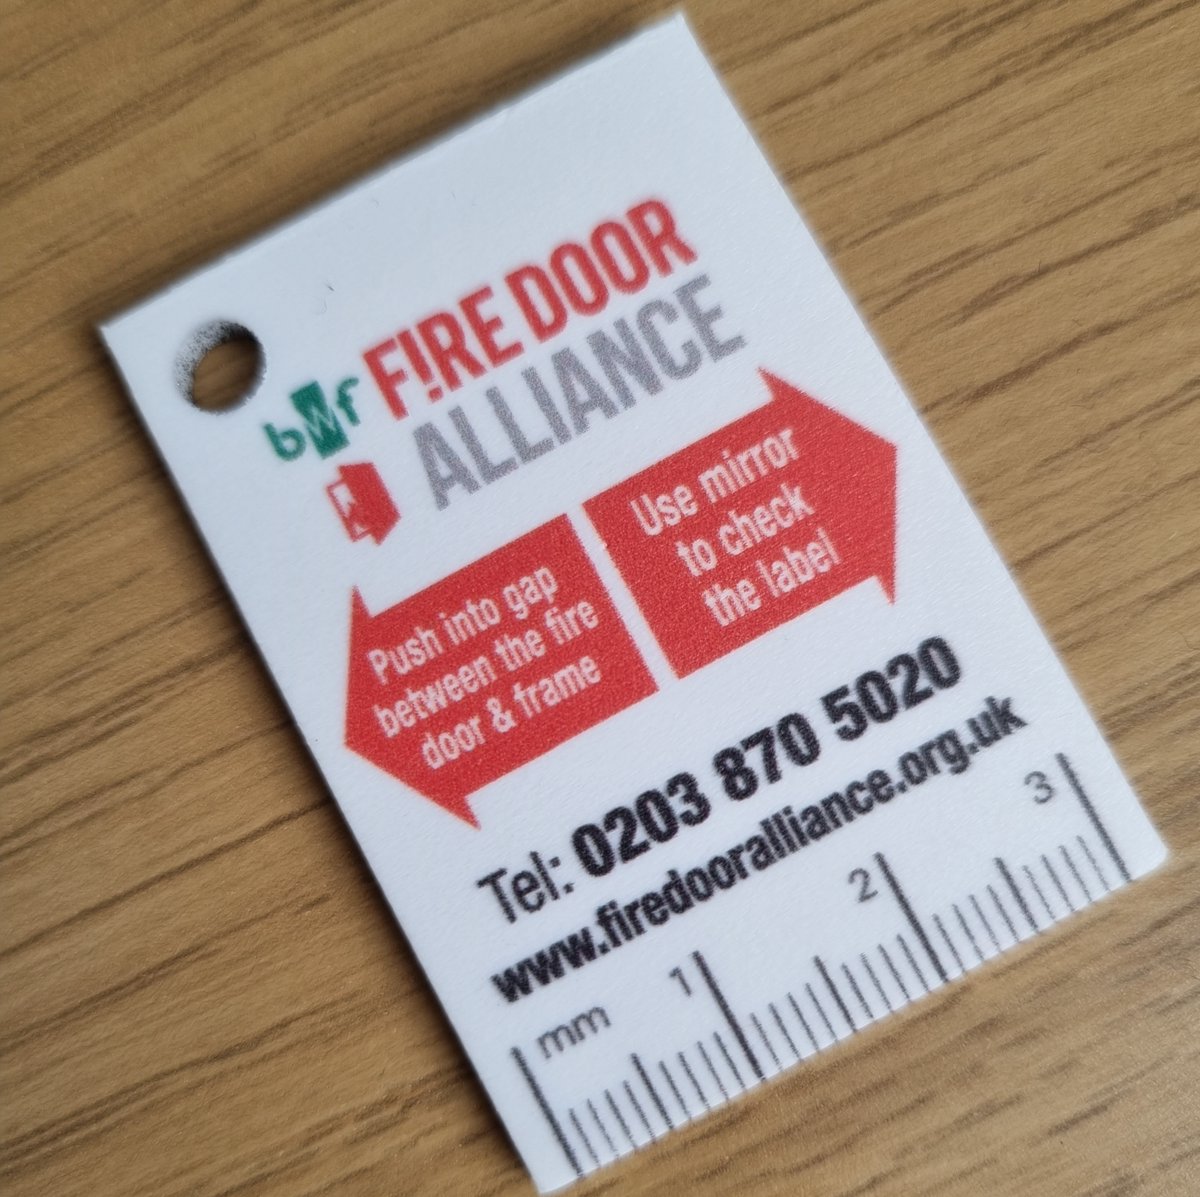 bwf
FIRE DOOR
ALLIANCE
Push into gap
between the fire
door & frame
Use mirror
to check
the label
Tel: 0203 870 5020
www.firedooralliance.org.uk
mm 1 2 3